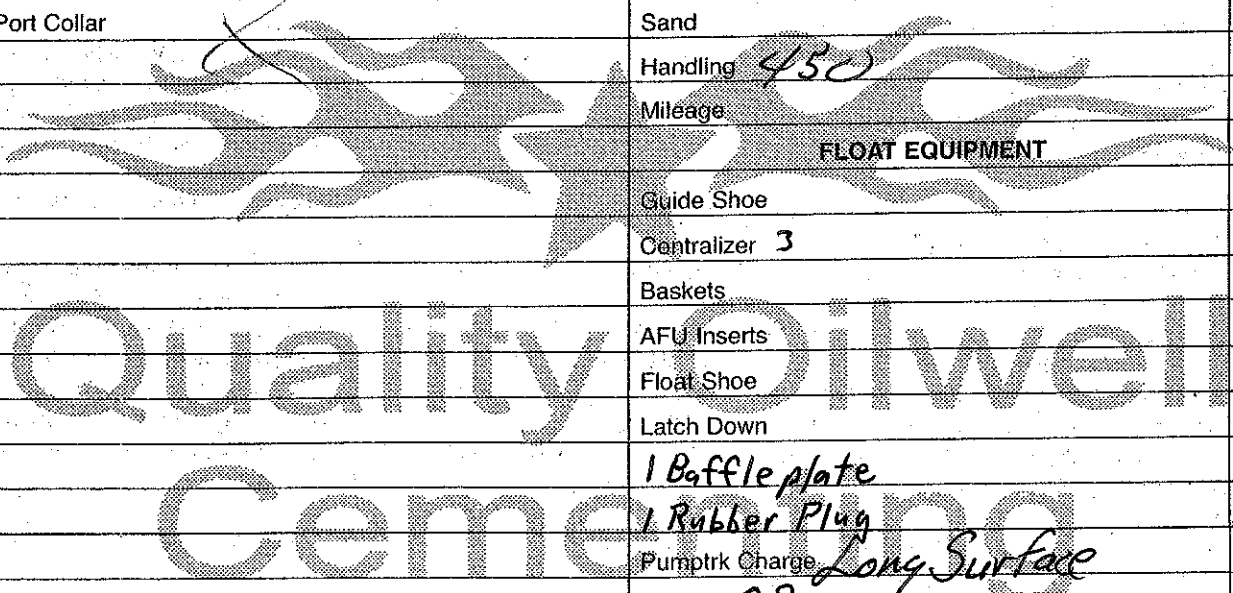 Port Collar
Sand
Handling 450
Mileage
FLOAT EQUIPMENT
Guide Shoe
Centralizer 3
Baskets
AFU Inserts
Float Shoe
Latch Down
Quality Oilwell
Cementing
1 Baffle plate
1 Rubber Plug
Pumptrk Charge Long Surface